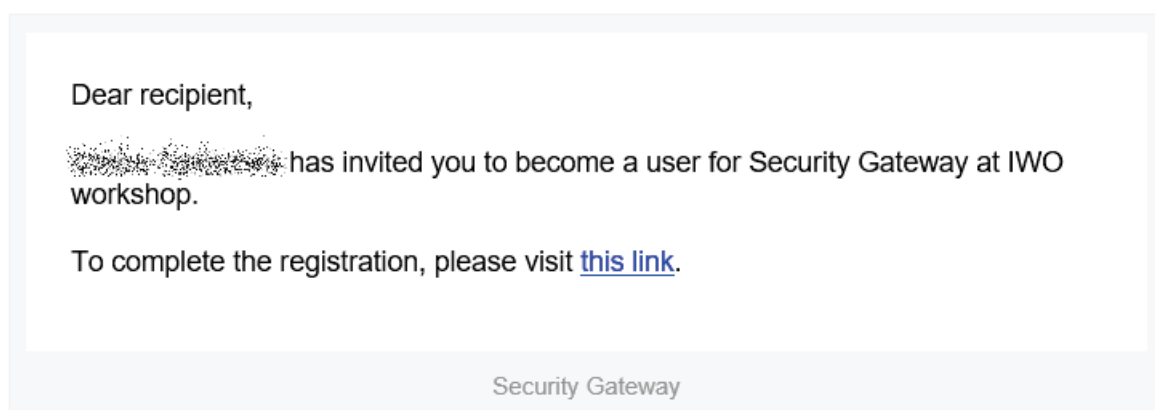 Dear recipient,
has invited you to become a user for Security Gateway at IWO
workshop.
To complete the registration, please visit this link.
Security Gateway